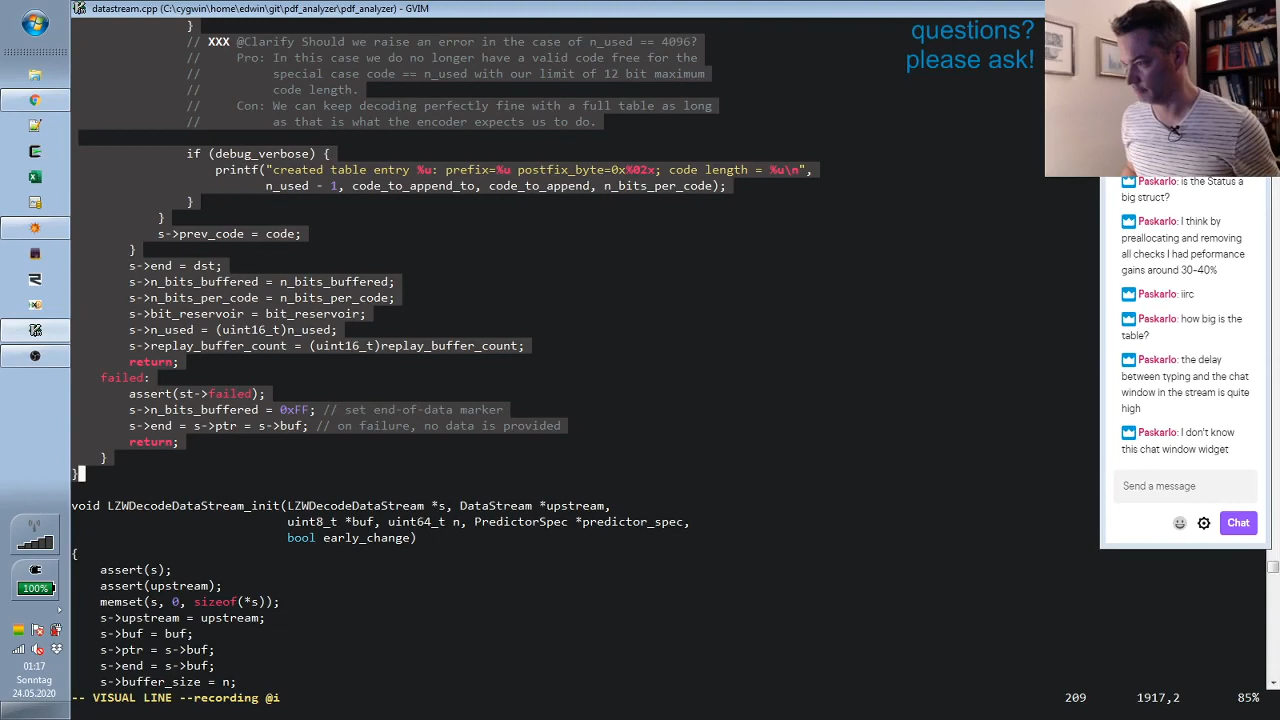 datastream.cpp (C:\cygwin\home\edwin\git\pdf_analyzer\pdf_analyzer) - GVIM
}
// XXX @Clarify Should we raise an error in the case of n_used == 4096?
// Pro: In this case we do no longer have a valid code free for the
// special case code == n_used with our limit of 12 bit maximum
// code length.
// Con: We can keep decoding perfectly fine with a full table as long
// as that is what the encoder expects us to do.
if (debug_verbose) {
printf("created table entry %u: prefix=%u postfix_byte=0x%02x; code length = %u\n",
n_used - 1, code_to_append_to, code_to_append, n_bits_per_code);
}
}
s->prev_code = code;
}
s->end = dst;
s->n_bits_buffered = n_bits_buffered;
s->n_bits_per_code = n_bits_per_code;
s->bit_reservoir = bit_reservoir;
s->n_used = (uint16_t)n_used;
s->replay_buffer_count = (uint16_t)replay_buffer_count;
return;
failed:
assert(st->failed);
s->n_bits_buffered = 0xFF; // set end-of-data marker
s->end = s->ptr = s->buf; // on failure, no data is provided
return;
}
}
void LZWDecodeDataStream_init(LZWDecodeDataStream *s, DataStream *upstream,
uint8_t *buf, uint64_t n, PredictorSpec *predictor_spec,
bool early_change)
{
assert(s);
assert(upstream);
memset(s, 0, sizeof(*s));
s->upstream = upstream;
s->buf = buf;
s->ptr = s->buf;
s->end = s->buf;
s->buffer_size = n;
-- VISUAL LINE --recording @i
209
1917,2
85%
questions?
please ask!
Paskarlo: is the Status a
big struct?
Paskarlo: I think by
preallocating and removing
all checks I had peformance
gains around 30-40%
Paskarlo: iirc
Paskarlo: how big is the
table?
Paskarlo: the delay
between typing and the chat
window in the stream is quite
high
Paskarlo: I don't know
this chat window widget
Send a message
Chat
100%
01:17
Sonntag
24.05.2020